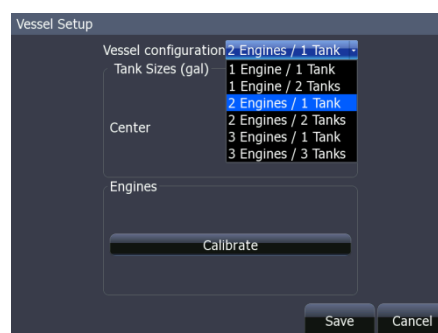 Vessel Setup
Vessel configuration 2 Engines / 1 Tank
Tank Sizes (gal)
1 Engine / 1 Tank
1 Engine / 2 Tanks
2 Engines / 1 Tank
Center
2 Engines / 2 Tanks
3 Engines / 1 Tank
3 Engines / 3 Tanks
Engines
Calibrate
Save Cancel